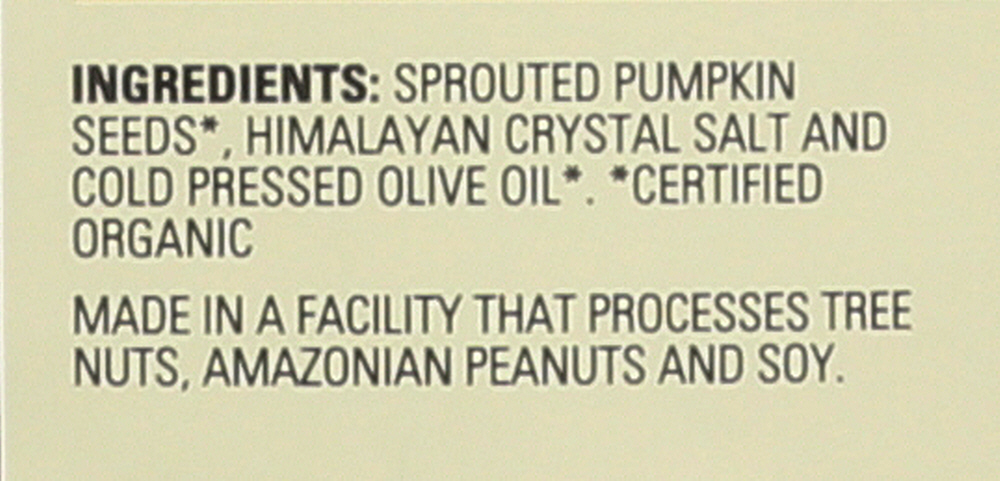 INGREDIENTS: SPROUTED PUMPKIN
SEEDS*, HIMALAYAN CRYSTAL SALT AND
COLD PRESSED OLIVE OIL*. *CERTIFIED
ORGANIC
MADE IN A FACILITY THAT PROCESSES TREE
NUTS, AMAZONIAN PEANUTS AND SOY.